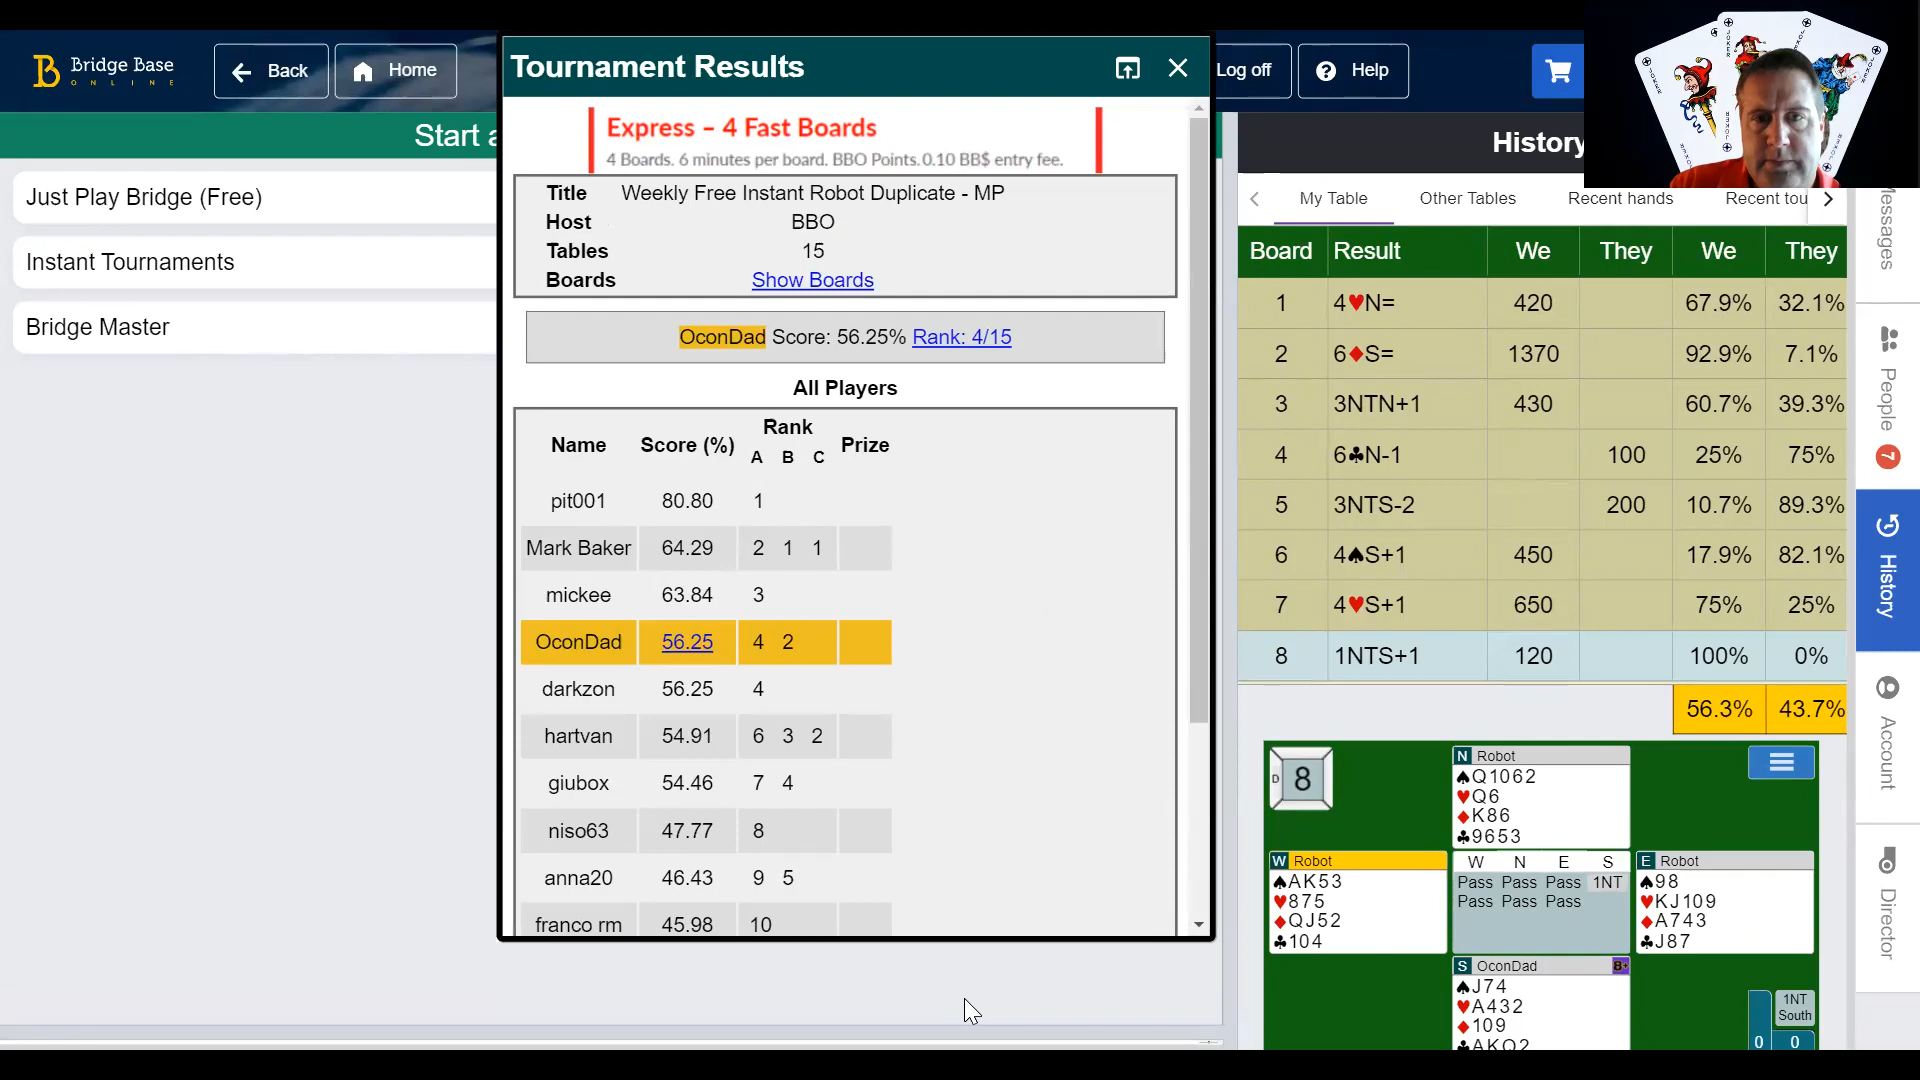 Bridge Base
ONLINE
Back
Home
Log off
Help
Start a
Just Play Bridge (Free)
Instant Tournaments
Bridge Master
Tournament Results
Express – 4 Fast Boards
4 Boards. 6 minutes per board. BBO Points. 0.10 BB$ entry fee.
Title Weekly Free Instant Robot Duplicate - MP
Host BBO
Tables 15
Boards Show Boards
OconDad Score: 56.25% Rank: 4/15
All Players
Name Score (%) Rank Prize
A B C
pit001 80.80 1
Mark Baker 64.29 2 1 1
mickee 63.84 3
OconDad 56.25 4 2
darkzon 56.25 4
hartvan 54.91 6 3 2
giubox 54.46 7 4
niso63 47.77 8
anna20 46.43 9 5
franco rm 45.98 10
History
My Table Other Tables Recent hands Recent tou
Board Result We They We They
1 4♥N= 420 67.9% 32.1%
2 6♦S= 1370 92.9% 7.1%
3 3NTN+1 430 60.7% 39.3%
4 6♣N-1 100 25% 75%
5 3NTS-2 200 10.7% 89.3%
6 4♠S+1 450 17.9% 82.1%
7 4♥S+1 650 75% 25%
8 1NTS+1 120 100% 0%
56.3% 43.7%
D 8
N Robot
♠Q1062
♥Q6
♦K86
♣9653
W Robot
♠AK53
♥875
♦QJ52
♣104
W N E S
Pass Pass Pass 1NT
Pass Pass Pass
E Robot
♠98
♥KJ109
♦A743
♣J87
S OconDad B+
♠J74
♥A432
♦109
♣AKQ2
1NT
South
0 0
Messages
People
7
History
Account
Director
JOKER
JOKER
JOKER
JOKER